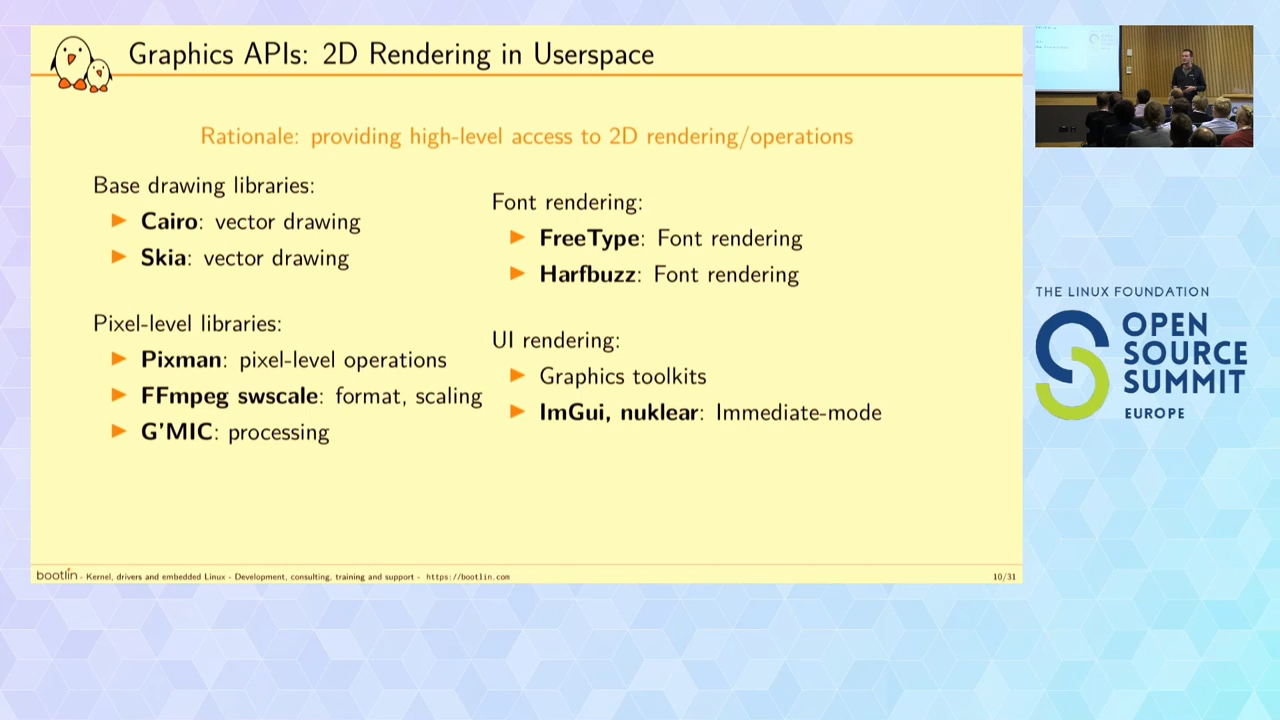 Graphics APIs: 2D Rendering in Userspace
Rationale: providing high-level access to 2D rendering/operations
Base drawing libraries:
Cairo: vector drawing
Skia: vector drawing
Pixel-level libraries:
Pixman: pixel-level operations
FFmpeg swscale: format, scaling
G'MIC: processing
Font rendering:
FreeType: Font rendering
Harfbuzz: Font rendering
UI rendering:
Graphics toolkits
ImGui, nuklear: Immediate-mode
bootlin - Kernel, drivers and embedded Linux - Development, consulting, training and support - https://bootlin.com
10/31
THE LINUX FOUNDATION
OPEN
SOURCE
SUMMIT
EUROPE